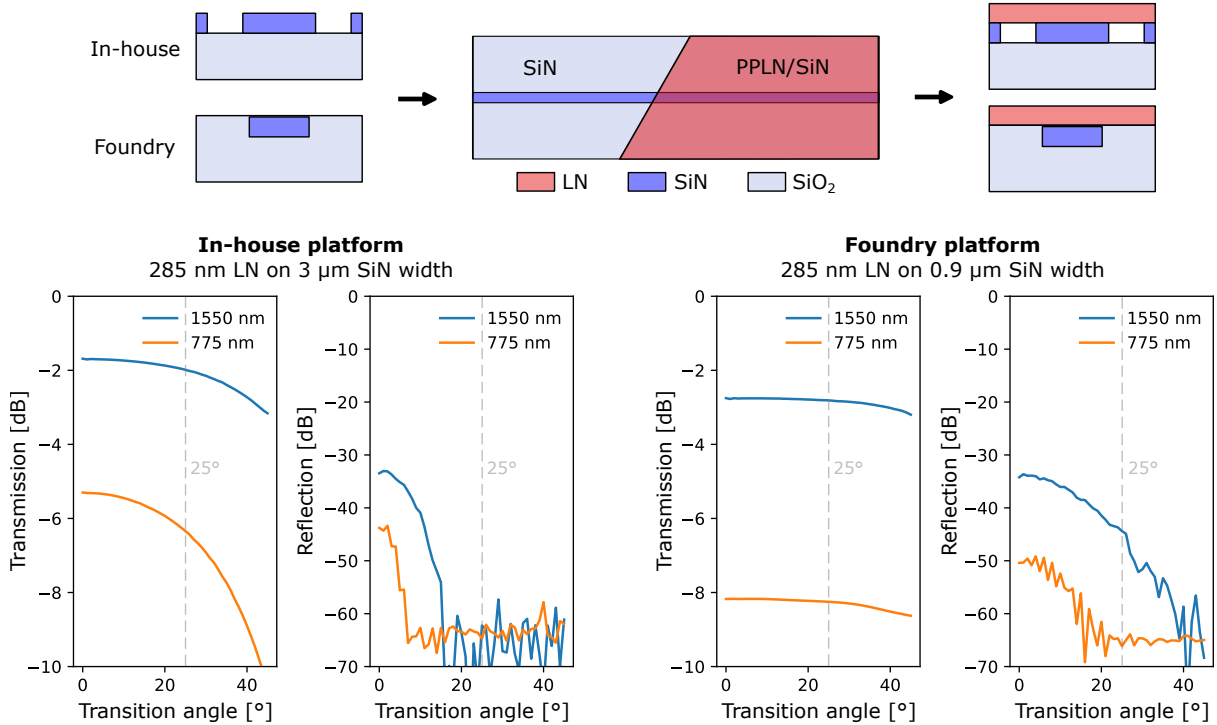 In-house
Foundry
SiN
PPLN/SiN
LN
SiN
SiO₂
In-house platform
285 nm LN on 3 μm SiN width
Foundry platform
285 nm LN on 0.9 μm SiN width
Transmission [dB]
0
−2
−4
−6
−8
−10
1550 nm
775 nm
25°
0
20
40
Transition angle [°]
Reflection [dB]
0
−10
−20
−30
−40
−50
−60
−70
1550 nm
775 nm
25°
0
20
40
Transition angle [°]
Transmission [dB]
0
−2
−4
−6
−8
−10
1550 nm
775 nm
25°
0
20
40
Transition angle [°]
Reflection [dB]
0
−10
−20
−30
−40
−50
−60
−70
1550 nm
775 nm
25°
0
20
40
Transition angle [°]